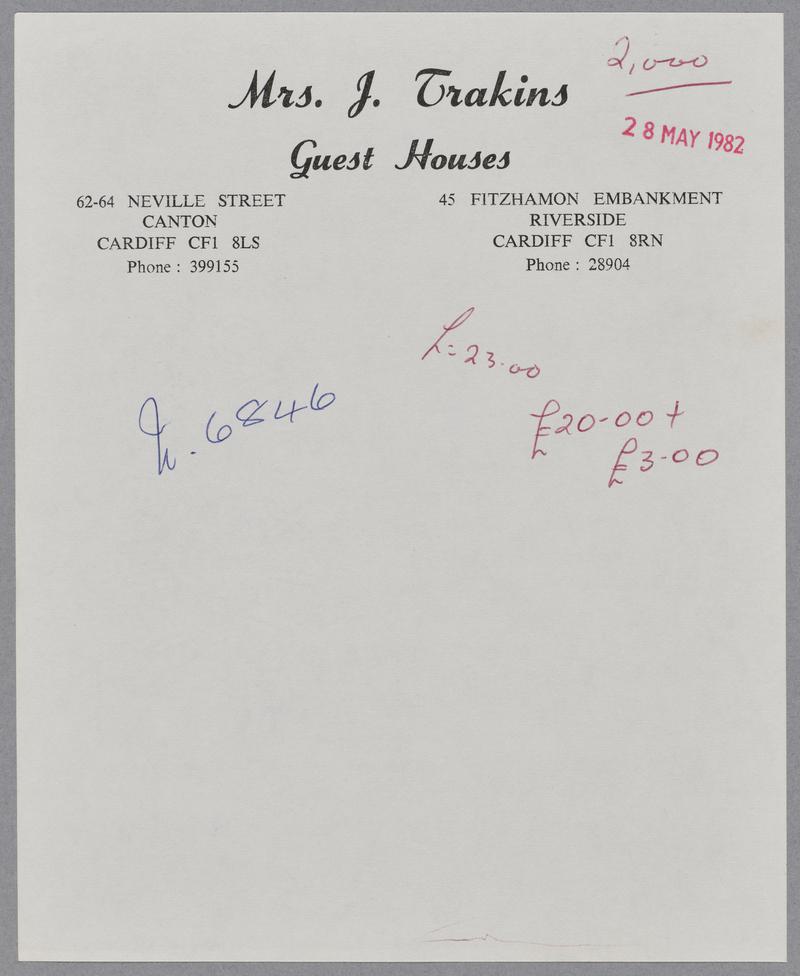 2,000
Mrs. J. Trakins
28 MAY 1982
Guest Houses
62-64 NEVILLE STREET
CANTON
CARDIFF CF1 8LS
Phone : 399155
45 FITZHAMON EMBANKMENT
RIVERSIDE
CARDIFF CF1 8RN
Phone : 28904
23.00
6846
£20-00 +
£3-00